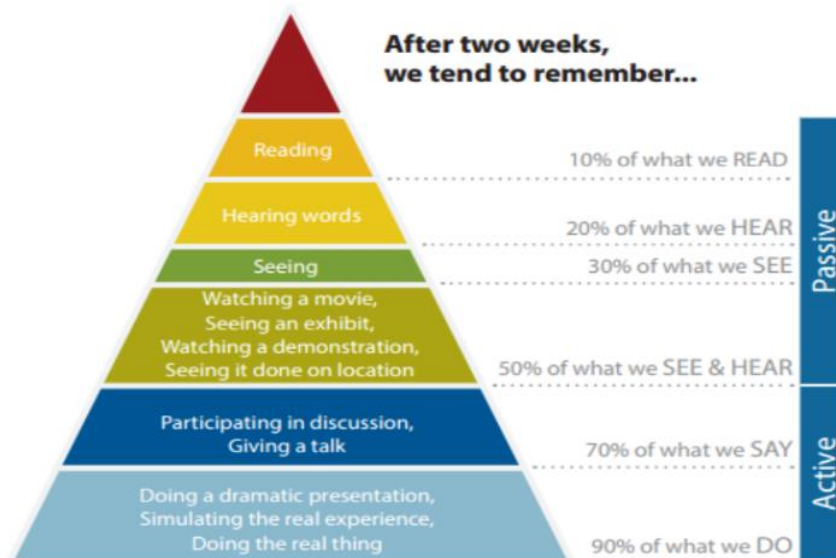 After two weeks,
we tend to remember...
Reading
10% of what we READ
Hearing words
20% of what we HEAR
Seeing
30% of what we SEE
Watching a movie,
Seeing an exhibit,
Watching a demonstration,
Seeing it done on location
50% of what we SEE & HEAR
Passive
Participating in discussion,
Giving a talk
70% of what we SAY
Doing a dramatic presentation,
Simulating the real experience,
Doing the real thing
90% of what we DO
Active